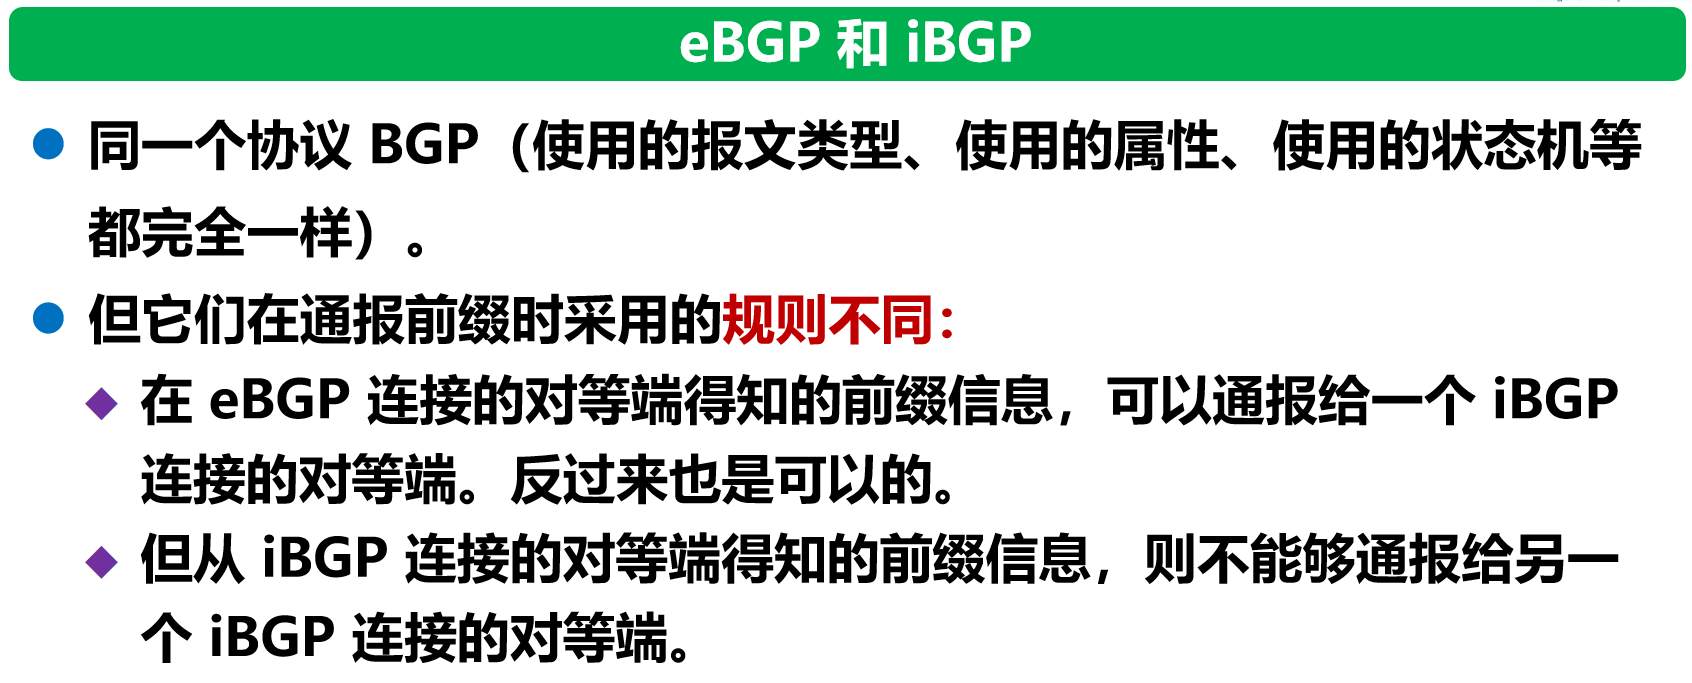 eBGP 和 iBGP
同一个协议 BGP（使用的报文类型、使用的属性、使用的状态机等
都完全一样）。
但它们在通报前缀时采用的规则不同：
在 eBGP 连接的对等端得知的前缀信息，可以通报给一个 iBGP
连接的对等端。反过来也是可以的。
但从 iBGP 连接的对等端得知的前缀信息，则不能够通报给另一
个 iBGP 连接的对等端。